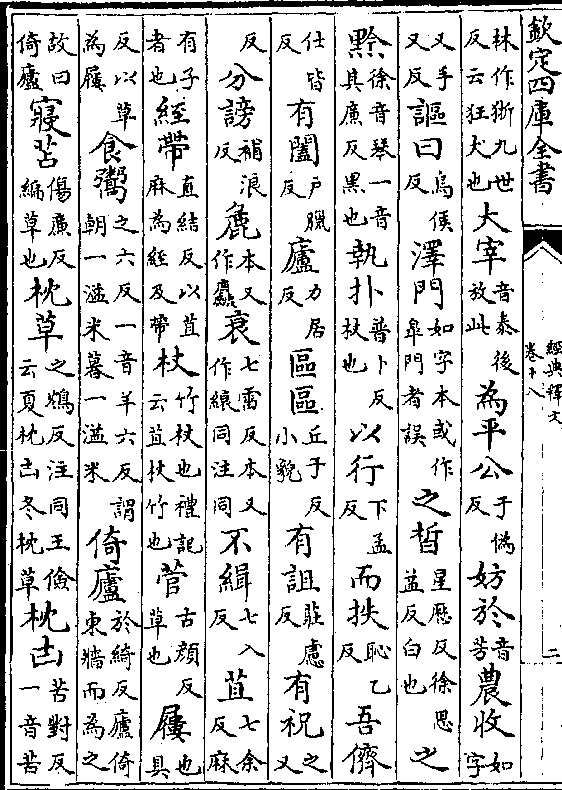 欽定四庫全書
經典釋文
卷十八
二
林作狾九世反云狂犬也大宰音泰後放此為平公于偽反妨於音芳農收如字
又手又反謳曰烏侯反澤門如字本或作皐門者誤之晳星歷反徐思益反白也之
黔徐音琴一音其廉反黑也執扑普卜反杖也以行下孟反而抶恥乙反吾儕
仕皆反有闔戶臘反廬力居反區區丘于反小貌有詛莊慮反有祝之又
反分謗補浪反麁本又作麤衰七雷反本又作縗同注同不緝七入反苴七余反麻
有子者也絰帶直結反以苴麻為絰及帶杖竹杖也禮記云苴杖竹也菅古顏反草也屨九具
反以草為屨食鬻之六反一音羊六反謂朝一溢米暮一溢米倚廬於綺反廬倚東牆而為之
故曰倚廬寢苫傷廉反編草也枕草之鴆反注同王儉云夏枕凷冬枕草枕凷苦對反一音苦